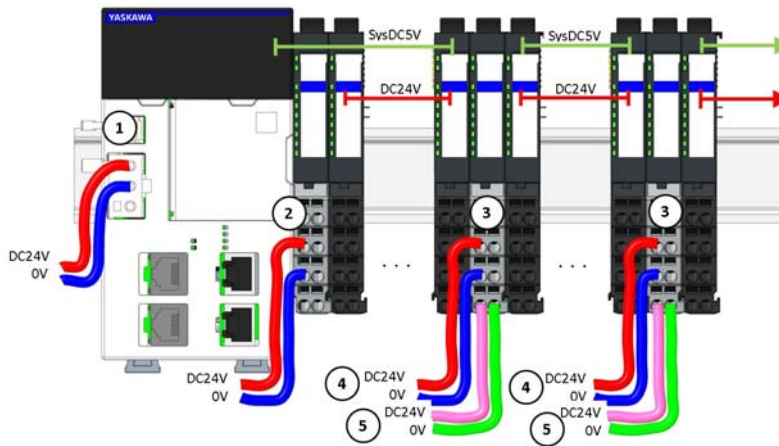 YASKAWA
SysDC5V
SysDC5V
DC24V
DC24V
1
2
3
3
DC24V
0V
. . .
. . .
DC24V
0V
4
DC24V
0V
5
DC24V
0V
4
DC24V
0V
5
DC24V
0V